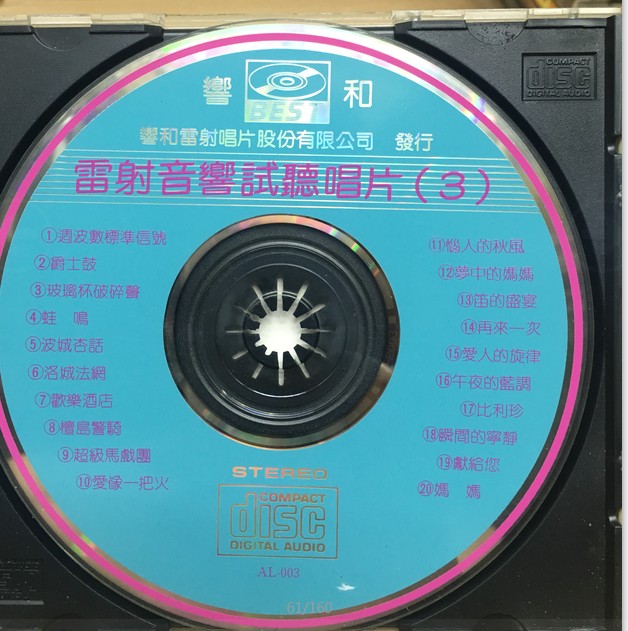 響 和
BEST
COMPACT
disc
DIGITAL AUDIO
響和雷射唱片股份有限公司 發行
雷射音響試聽唱片(3)
①週波數標準信號
②爵士鼓
③玻璃杯破碎聲
④蛙 鳴
⑤波城杏話
⑥洛城法網
⑦歡樂酒店
⑧檀島警騎
⑨超級馬戲團
⑩愛像一把火
⑪惱人的秋風
⑫夢中的媽媽
⑬笛的盛宴
⑭再來一次
⑮愛人的旋律
⑯午夜的藍調
⑰比利珍
⑱瞬間的寧靜
⑲獻給您
⑳媽 媽
STEREO
COMPACT
disc
DIGITAL AUDIO
AL-003
61/160